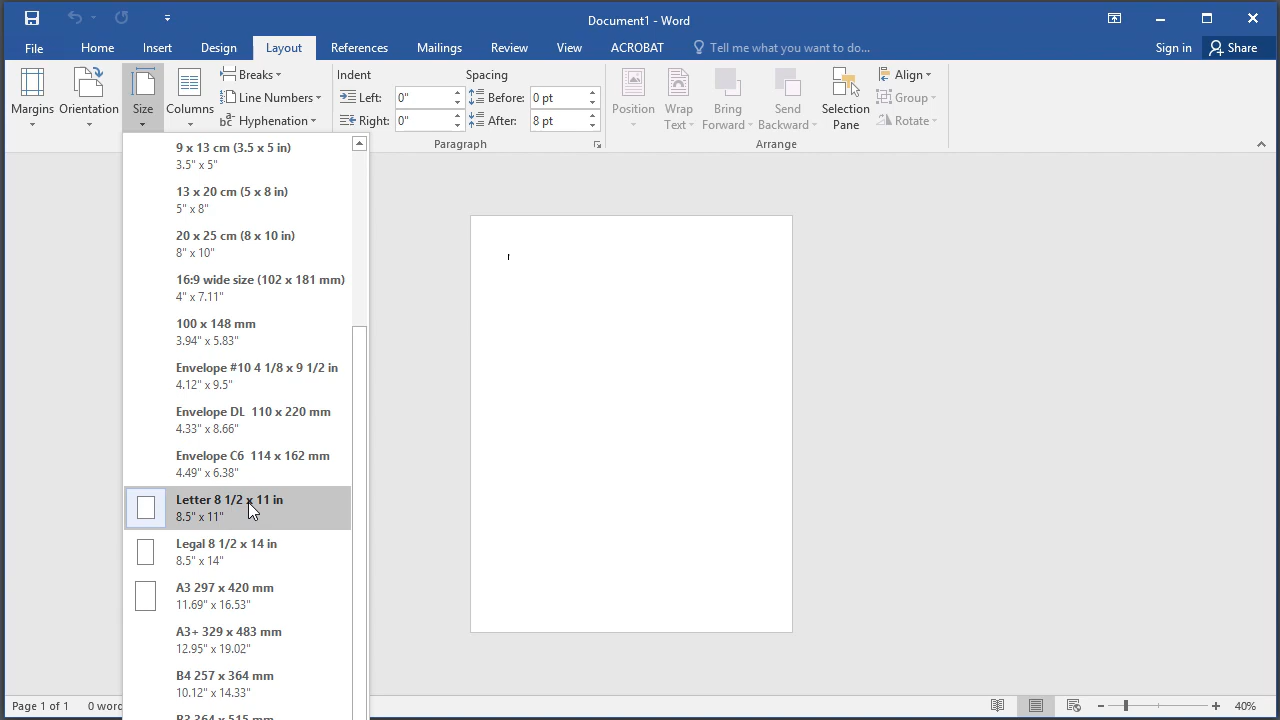 Document1 - Word
File Home Insert Design Layout References Mailings Review View ACROBAT Tell me what you want to do... Sign in Share
Margins
Orientation
Size
Columns
Breaks
Line Numbers
Hyphenation
Indent
Left: 0"
Right: 0"
Spacing
Before: 0 pt
After: 8 pt
Paragraph
Position
Wrap
Text
Bring
Forward
Send
Backward
Selection
Pane
Align
Group
Rotate
Arrange
9 x 13 cm (3.5 x 5 in)
3.5" x 5"
13 x 20 cm (5 x 8 in)
5" x 8"
20 x 25 cm (8 x 10 in)
8" x 10"
16:9 wide size (102 x 181 mm)
4" x 7.11"
100 x 148 mm
3.94" x 5.83"
Envelope #10 4 1/8 x 9 1/2 in
4.12" x 9.5"
Envelope DL 110 x 220 mm
4.33" x 8.66"
Envelope C6 114 x 162 mm
4.49" x 6.38"
Letter 8 1/2 x 11 in
8.5" x 11"
Legal 8 1/2 x 14 in
8.5" x 14"
A3 297 x 420 mm
11.69" x 16.53"
A3+ 329 x 483 mm
12.95" x 19.02"
B4 257 x 364 mm
10.12" x 14.33"
Page 1 of 1 0 word
40%